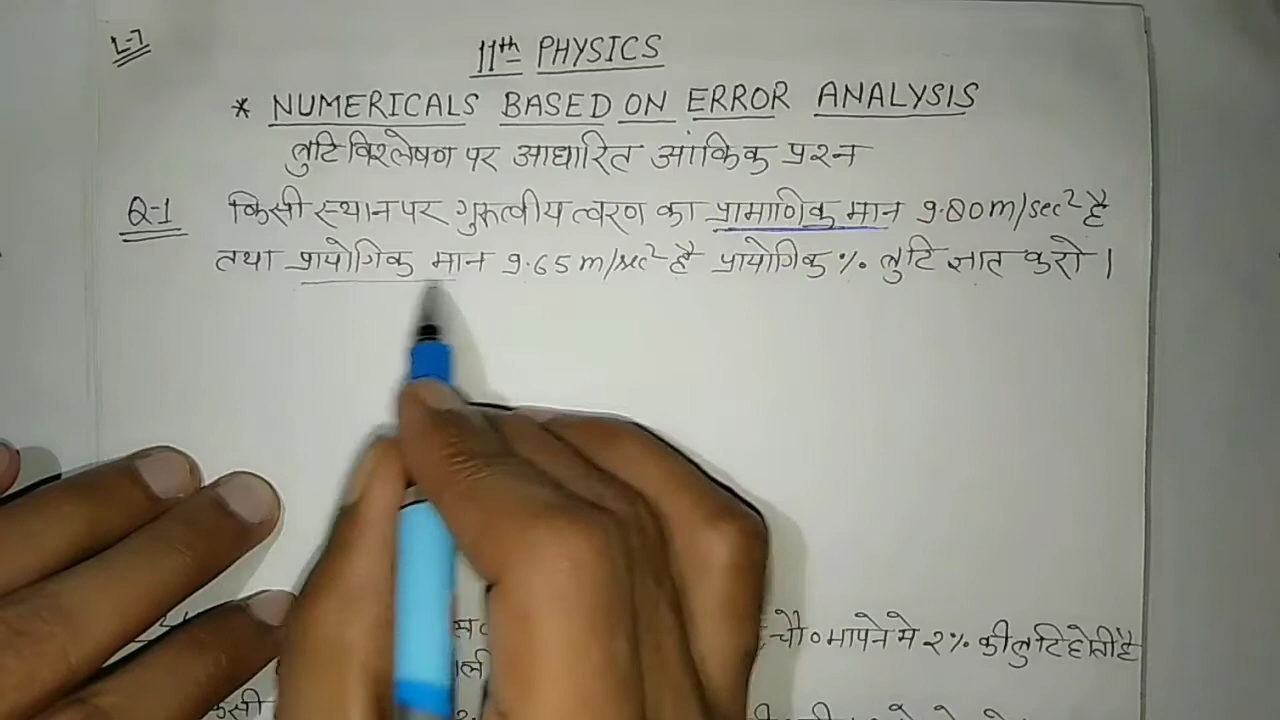 L-7
11th PHYSICS
* NUMERICALS BASED ON ERROR ANALYSIS
त्रुटि विश्लेषण पर आधारित आंकिक प्रश्न
Q-1 किसी स्थान पर गुरुत्वीय त्वरण का प्रामाणिक मान 9.80 m/sec² है
तथा प्रायोगिक मान 9.65 m/sec² है प्रायोगिक % त्रुटि ज्ञात करो ।
चौ० मापने मे 2% की त्रुटि होती है